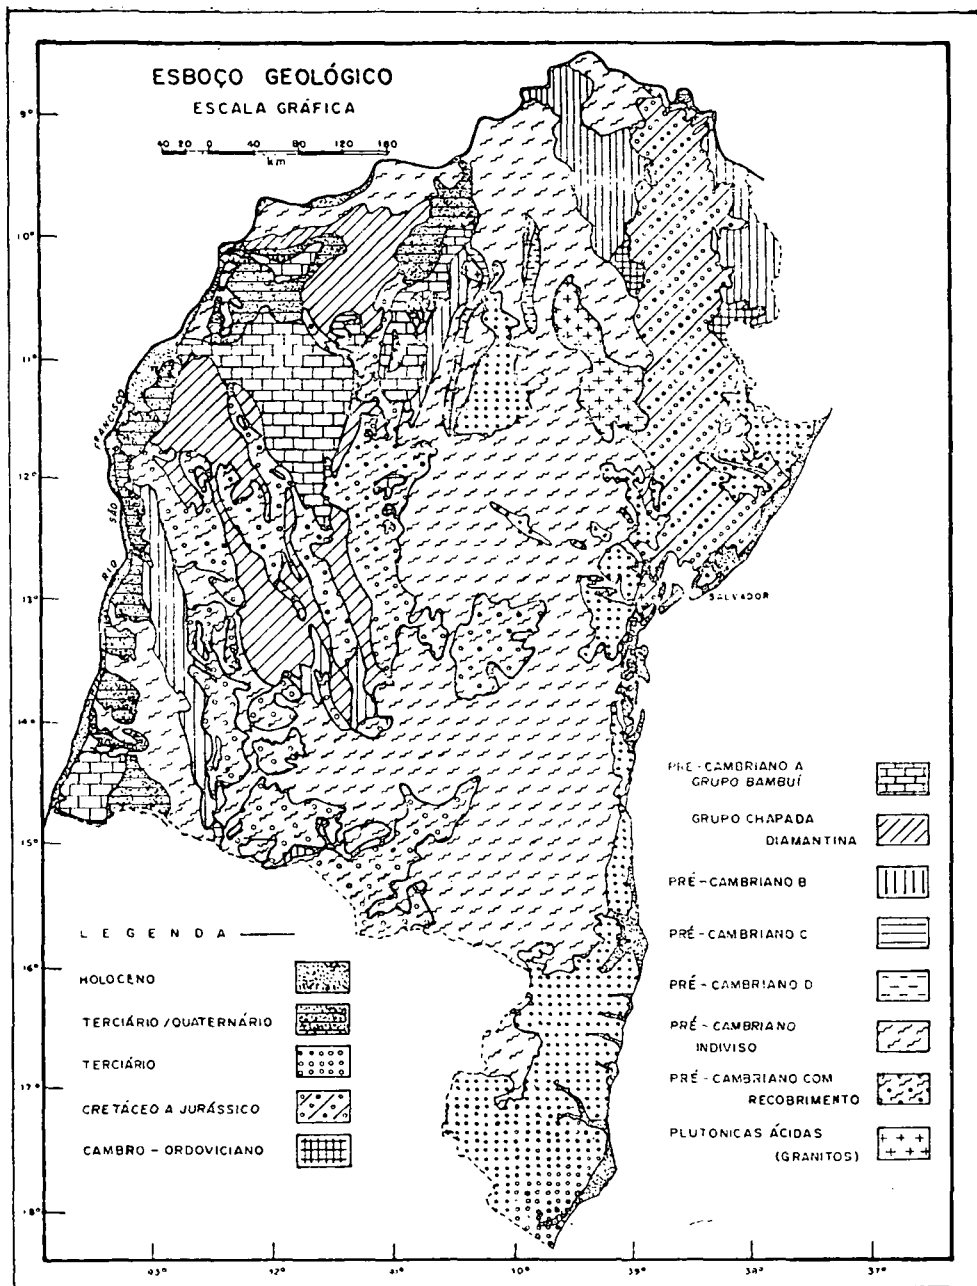 ESBOÇO GEOLÓGICO
ESCALA GRÁFICA
40 20 0 40 80 120 160
km
9°
10°
11°
12°
13°
14°
15°
16°
17°
18°
FRANCISCO
SÃO
RIO
SALVADOR
L E G E N D A
HOLOCENO
TERCIÁRIO/QUATERNÁRIO
TERCIÁRIO
CRETÁCEO A JURÁSSICO
CAMBRO - ORDOVICIANO
PRÉ-CAMBRIANO A
GRUPO BAMBUÍ
GRUPO CHAPADA
DIAMANTINA
PRÉ-CAMBRIANO B
PRÉ-CAMBRIANO C
PRÉ-CAMBRIANO D
PRÉ-CAMBRIANO
INDIVISO
PRÉ-CAMBRIANO COM
RECOBRIMENTO
PLUTONICAS ÁCIDAS
(GRANITOS)
43° 42° 41° 40° 39° 38° 37°